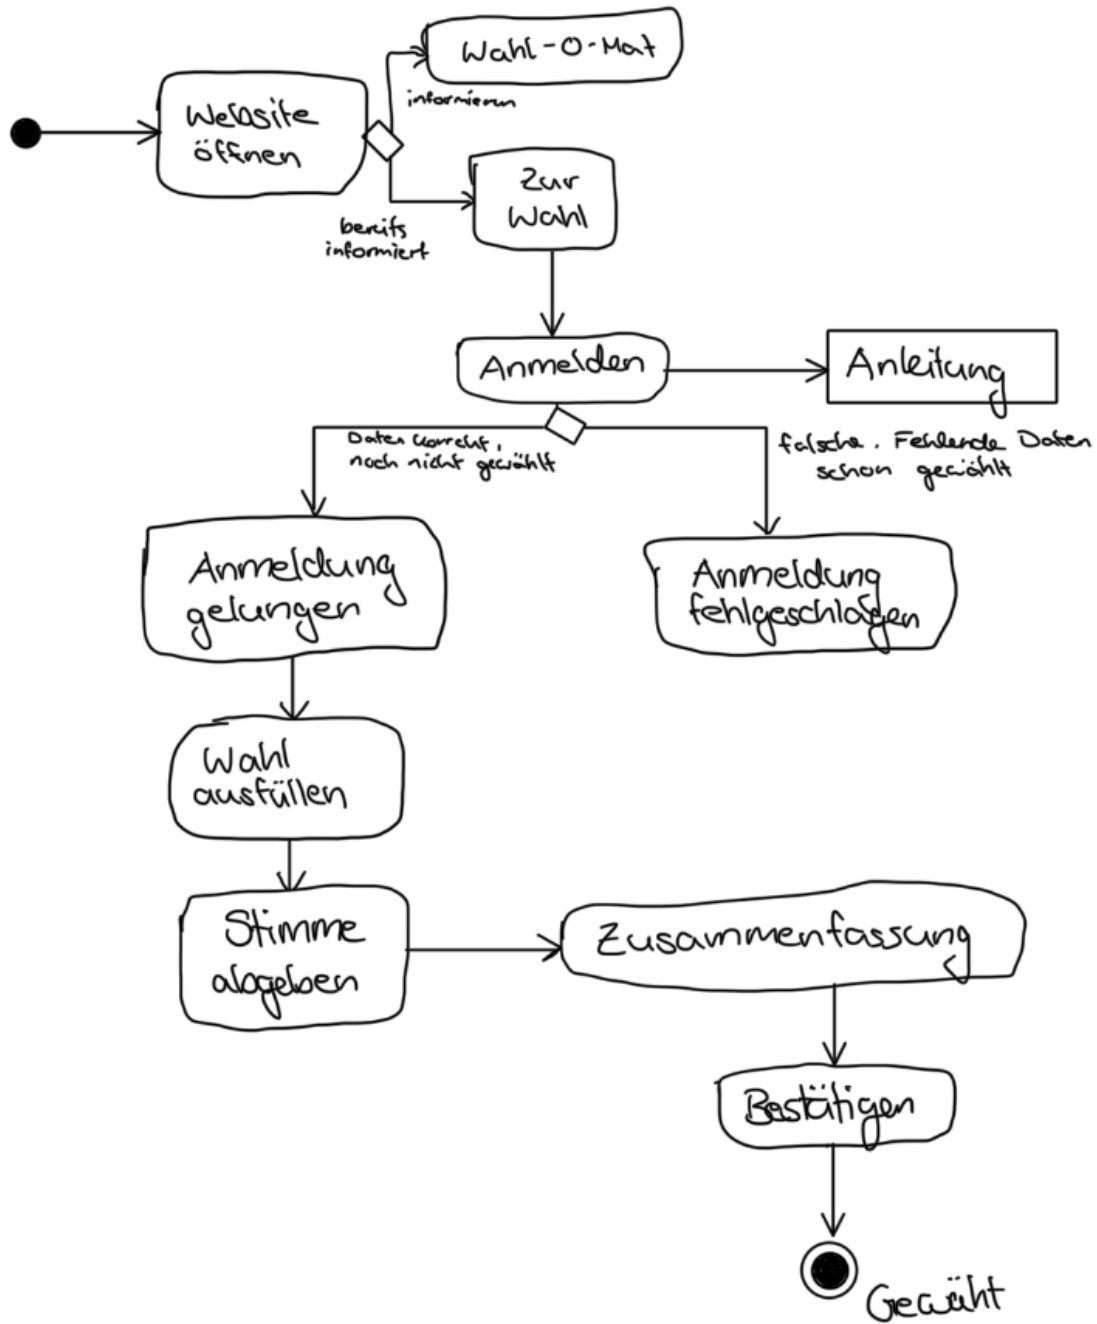 Wahl-O-Mat
informieren
Website
öffnen
Zur
Wahl
bereits
informiert
Anmelden
Anleitung
Daten korrekt,
noch nicht gewählt
falsche. Fehlende Daten
schon gewählt
Anmeldung
gelungen
Anmeldung
fehlgeschlagen
Wahl
ausfüllen
Stimme
abgeben
Zusammenfassung
Bestätigen
Gewählt